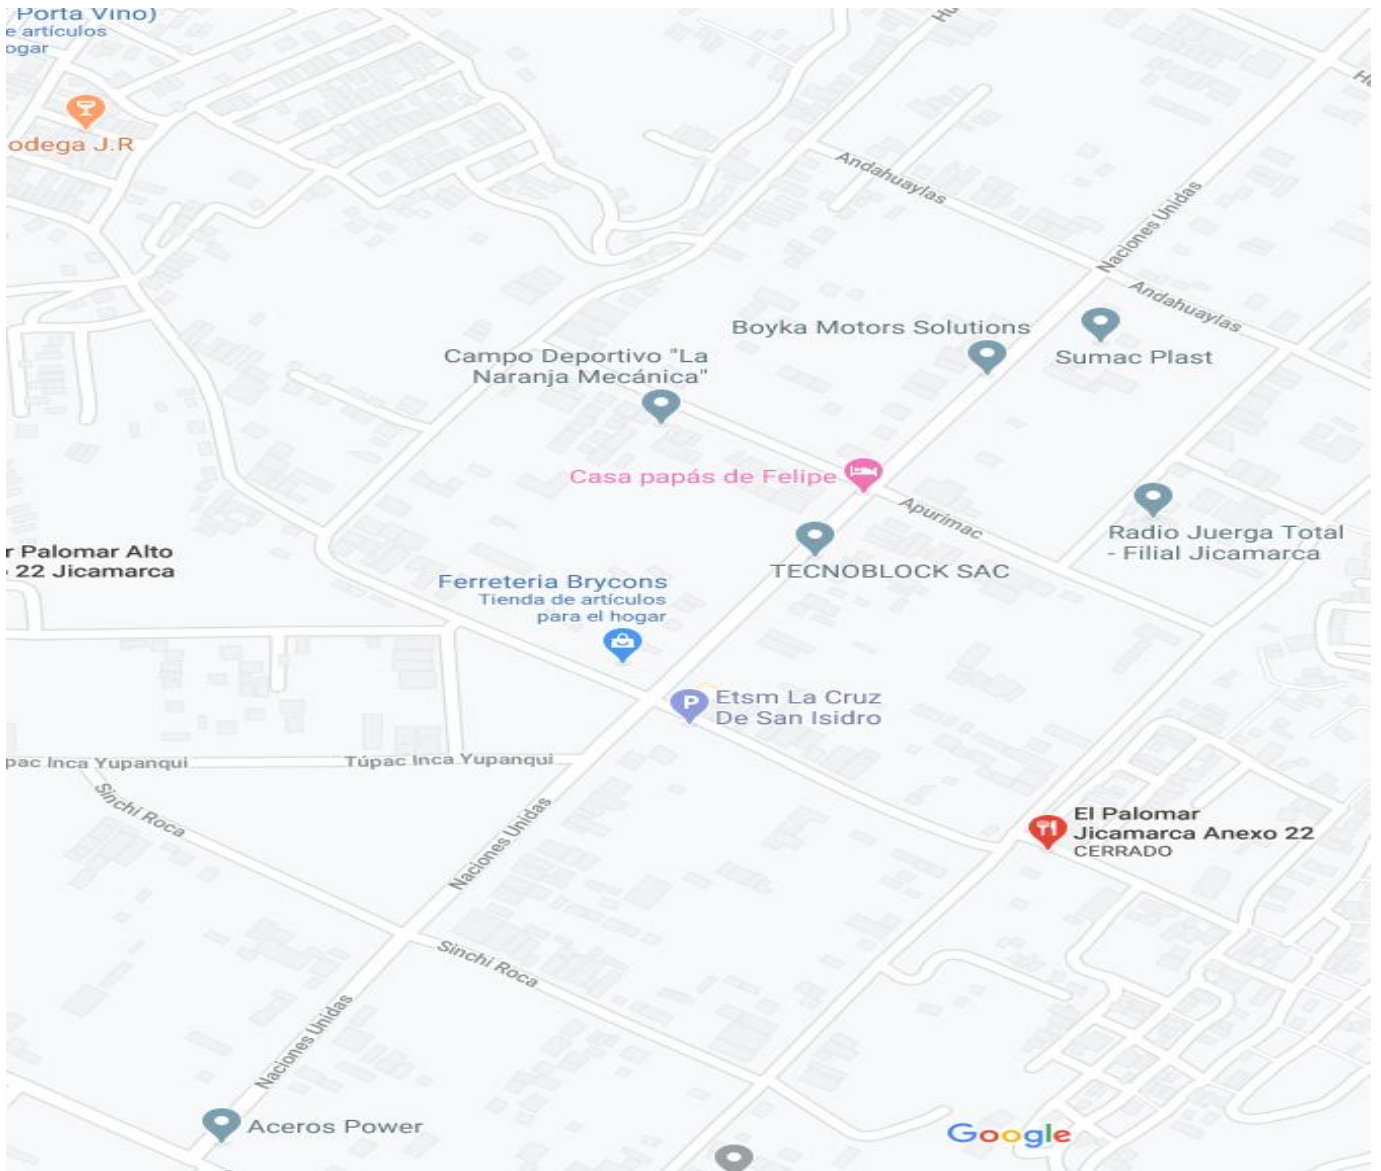 Porta Vino)
e artículos
ogar
Hu
Hu
odega J.R
Andahuaylas
Naciones Unidas
Andahuaylas
Boyka Motors Solutions
Sumac Plast
Campo Deportivo "La
Naranja Mecánica"
Casa papás de Felipe
Apurimac
Radio Juerga Total
- Filial Jicamarca
TECNOBLOCK SAC
r Palomar Alto
22 Jicamarca
Ferreteria Brycons
Tienda de artículos
para el hogar
P
Etsm La Cruz
De San Isidro
pac Inca Yupanqui
Túpac Inca Yupanqui
Sinchi Roca
Naciones Unidas
El Palomar
Jicamarca Anexo 22
CERRADO
Sinchi Roca
Naciones Unidas
Aceros Power
Google